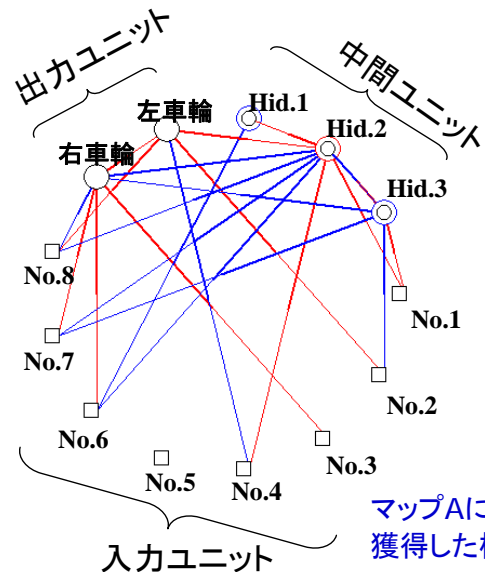 出力ユニット
中間ユニット
左車輪
Hid.1
Hid.2
右車輪
Hid.3
No.8
No.1
No.7
No.2
No.6
No.3
No.5
No.4
入力ユニット
マップAに
獲得した